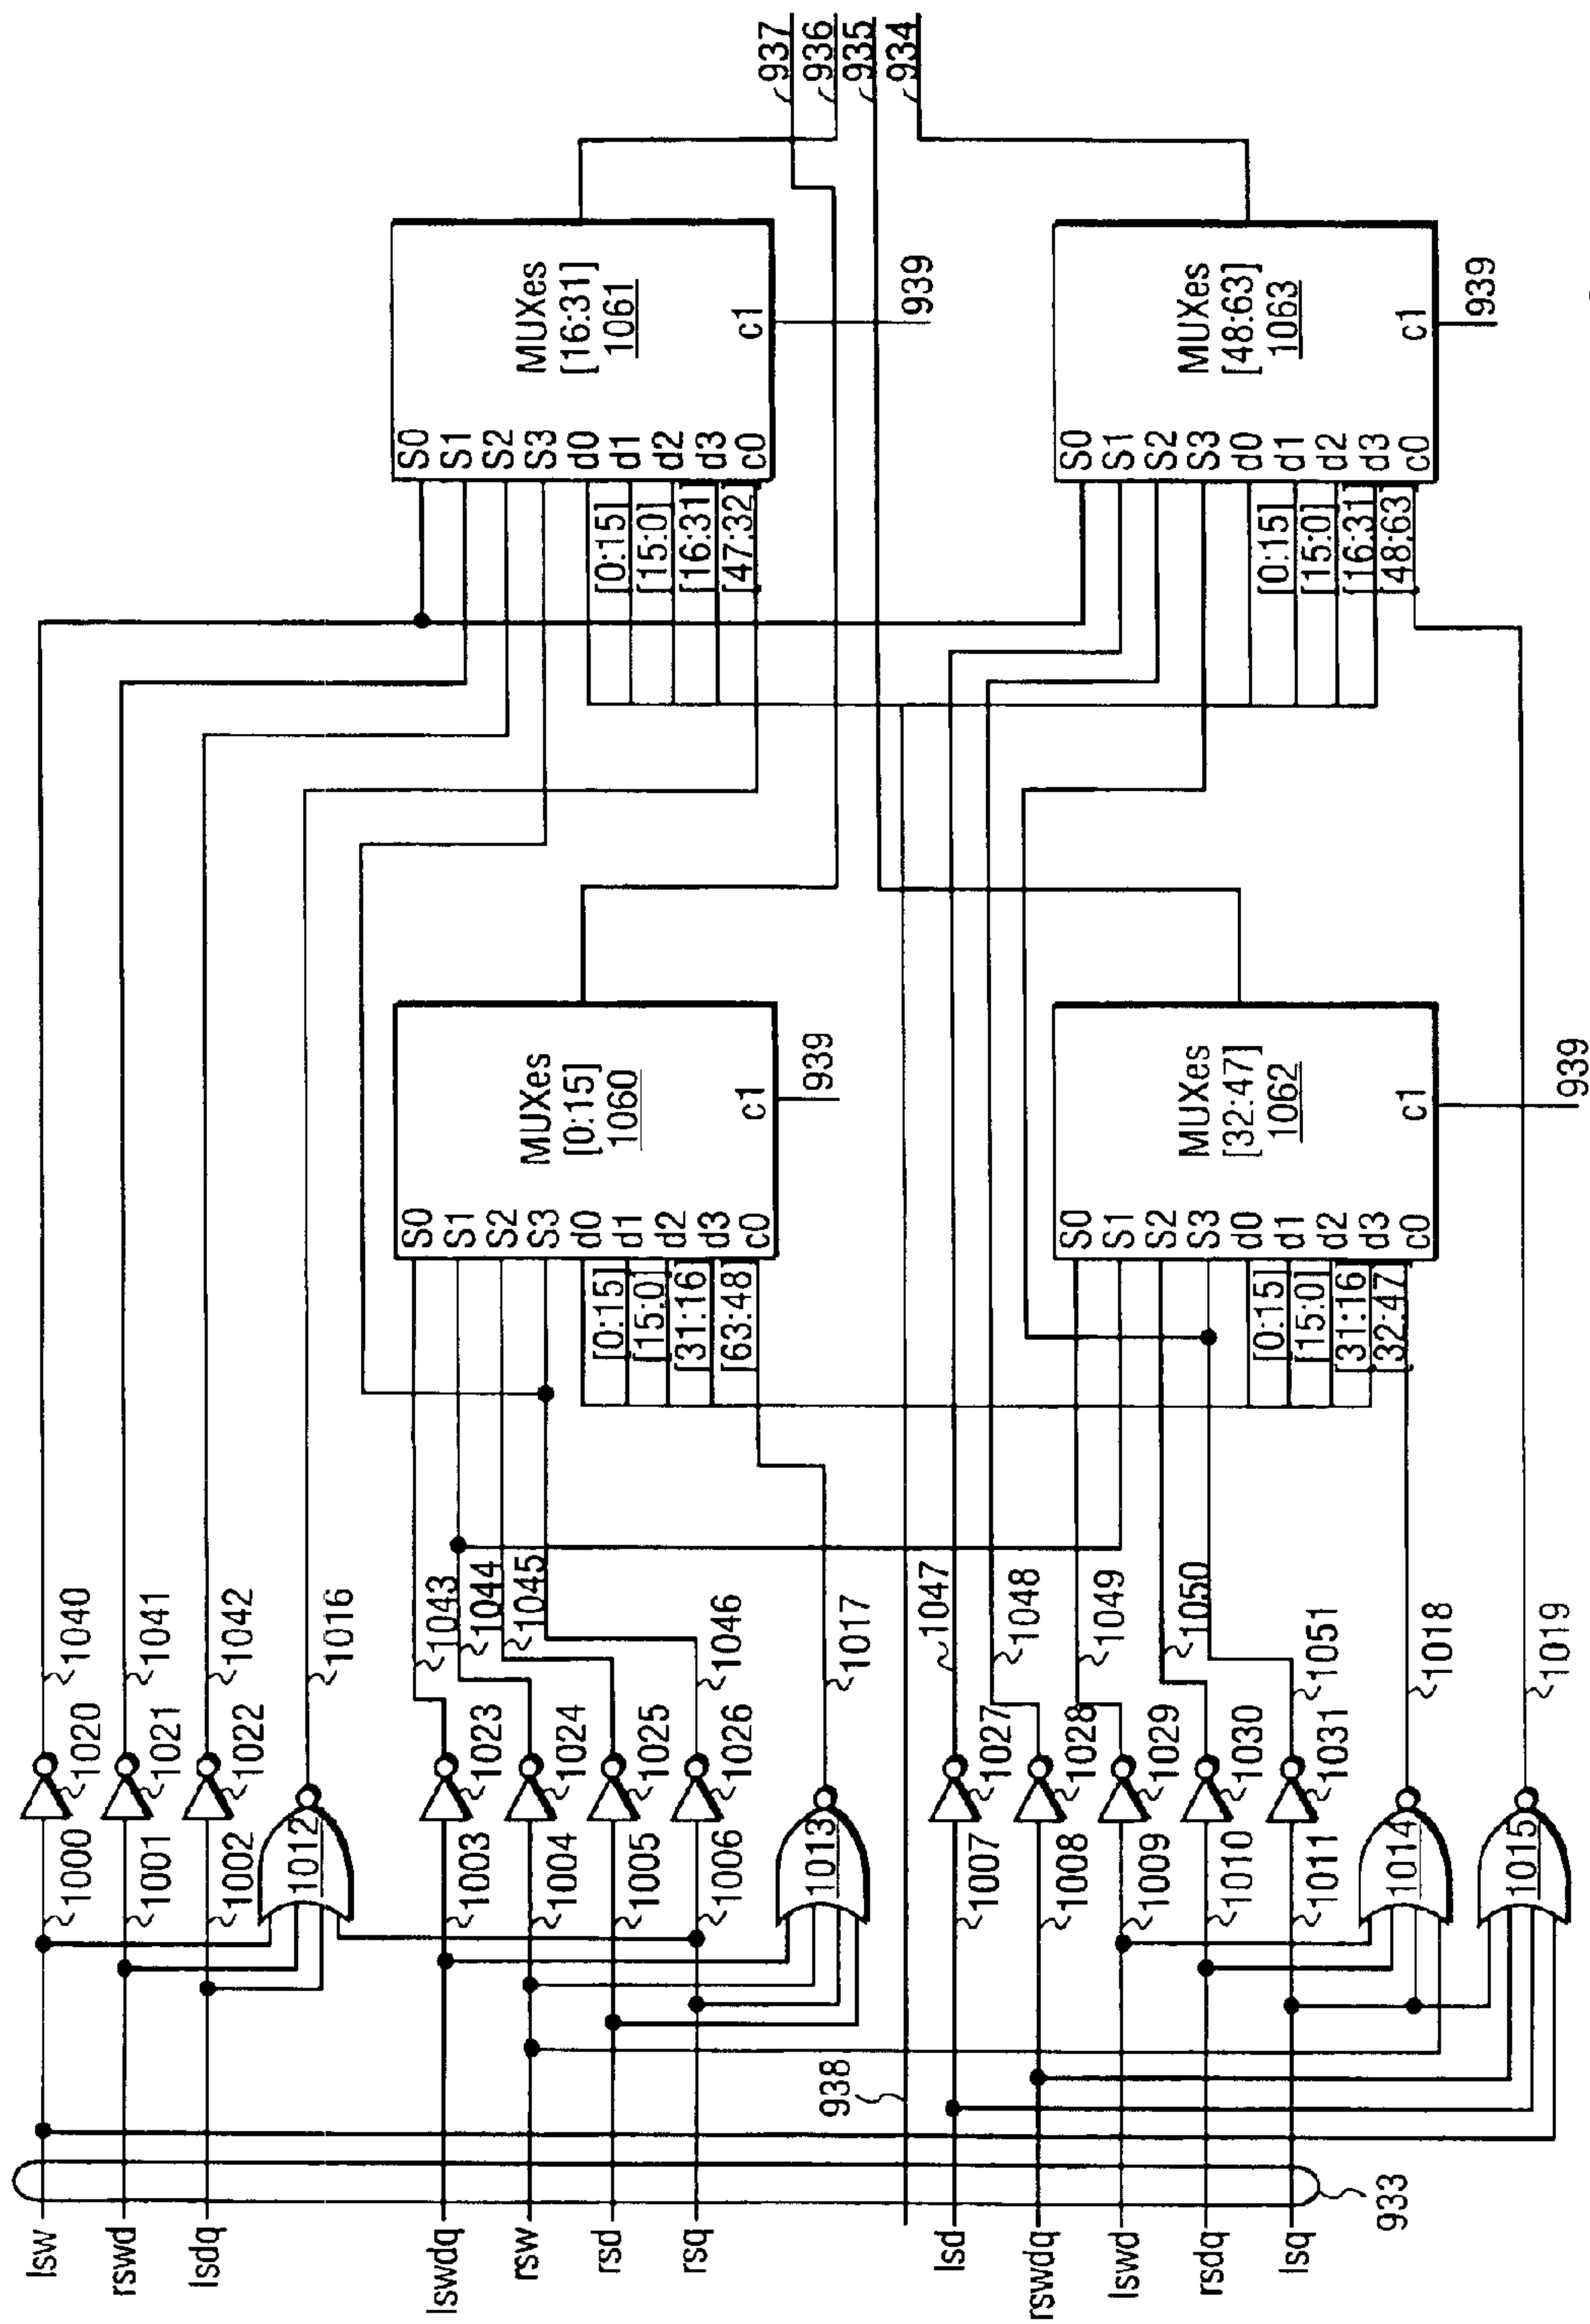 lsw
1000
1020
1040
rswd
1001
1021
1041
lsdq
1002
1022
1042
1012
1016
lswdq
1003
1023
1043
rsw
1004
1024
1044
rsd
1005
1025
1045
rsq
1006
1026
1046
1013
1017
938
lsd
1007
1027
1047
rswdq
1008
1028
1048
lswd
1009
1029
1049
rsdq
1010
1030
1050
lsq
1011
1031
1051
933
1014
1018
1015
1019
S0
S1
S2
S3
d0
d1
d2
d3
c0
[0:15]
[15:0]
[31:16]
[63:48]
MUXes
[0:15]
1060
c1
939
S0
S1
S2
S3
d0
d1
d2
d3
c0
[0:15]
[15:0]
[16:31]
[47:32]
MUXes
[16:31]
1061
c1
939
S0
S1
S2
S3
d0
d1
d2
d3
c0
[0:15]
[15:0]
[31:16]
[32:47]
MUXes
[32:47]
1062
c1
939
S0
S1
S2
S3
d0
d1
d2
d3
c0
[0:15]
[15:0]
[16:31]
[48:63]
MUXes
[48:63]
1063
c1
939
937
936
935
934